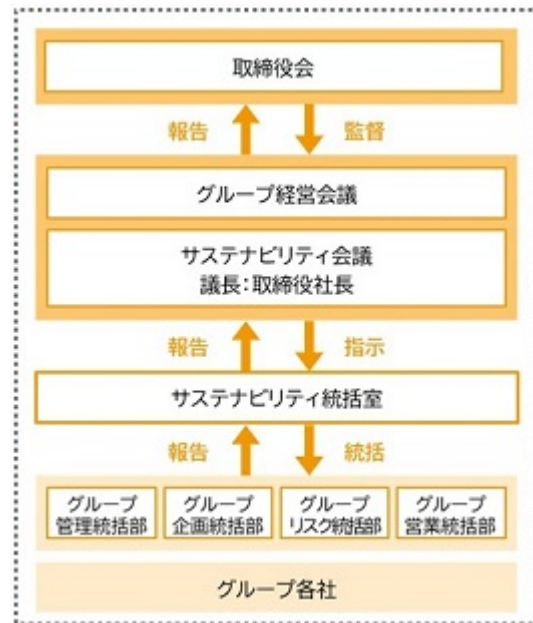 取締役会
報告 監督
グループ経営会議
サステナビリティ会議
議長:取締役社長
報告 指示
サステナビリティ統括室
報告 統括
グループ グループ グループ グループ
管理統括部 企画統括部 リスク統括部 営業統括部
グループ各社